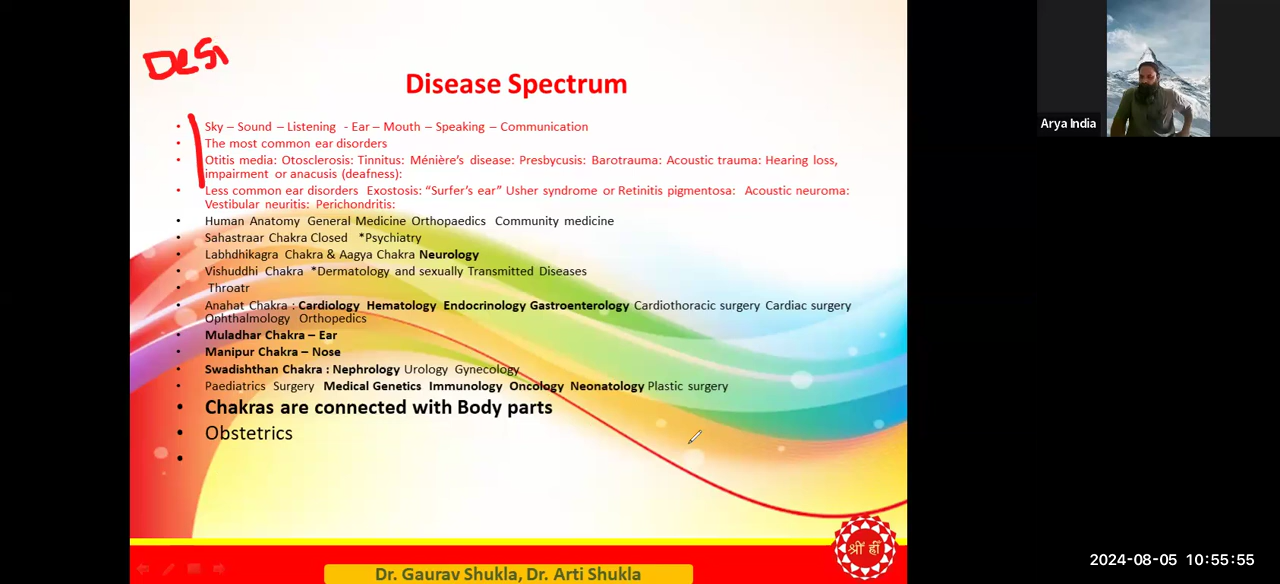 Desi
Disease Spectrum
• Sky – Sound – Listening - Ear – Mouth – Speaking – Communication
• The most common ear disorders
• Otitis media: Otosclerosis: Tinnitus: Ménière's disease: Presbycusis: Barotrauma: Acoustic trauma: Hearing loss,
impairment or anacusis (deafness):
• Less common ear disorders Exostosis: “Surfer's ear” Usher syndrome or Retinitis pigmentosa: Acoustic neuroma:
Vestibular neuritis: Perichondritis:
• Human Anatomy General Medicine Orthopaedics Community medicine
• Sahastraar Chakra Closed *Psychiatry
• Labhdhikagra Chakra & Aagya Chakra Neurology
• Vishuddhi Chakra *Dermatology and sexually Transmitted Diseases
• Throatr
• Anahat Chakra : Cardiology Hematology Endocrinology Gastroenterology Cardiothoracic surgery Cardiac surgery
Ophthalmology Orthopedics
• Muladhar Chakra – Ear
• Manipur Chakra – Nose
• Swadishthan Chakra : Nephrology Urology Gynecology
• Paediatrics Surgery Medical Genetics Immunology Oncology Neonatology Plastic surgery
• Chakras are connected with Body parts
• Obstetrics
•
श्रीं ह्रीं
Dr. Gaurav Shukla, Dr. Arti Shukla
Arya India
2024-08-05 10:55:55